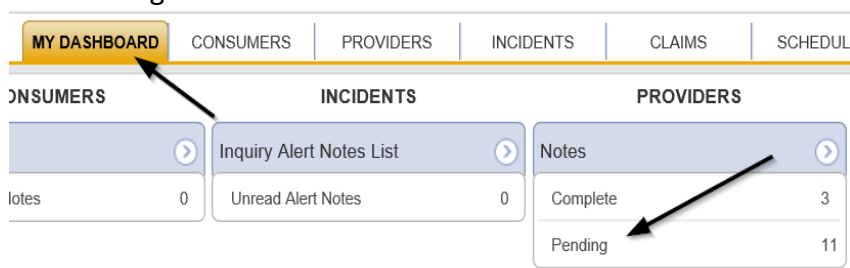 MY DASHBOARD CONSUMERS PROVIDERS INCIDENTS CLAIMS SCHEDUL
ONSUMERS INCIDENTS PROVIDERS
Inquiry Alert Notes List Notes
lotes 0 Unread Alert Notes 0 Complete 3
Pending 11